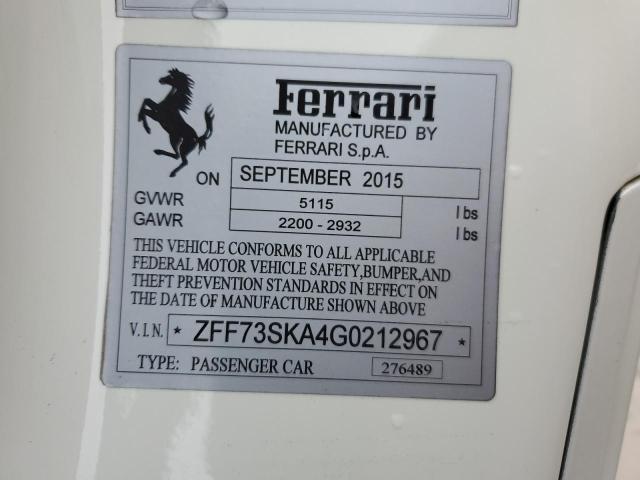 Ferrari
MANUFACTURED BY
FERRARI S.p.A.
ON SEPTEMBER 2015
GVWR 5115 lbs
GAWR 2200 - 2932 lbs
THIS VEHICLE CONFORMS TO ALL APPLICABLE
FEDERAL MOTOR VEHICLE SAFETY,BUMPER,AND
THEFT PREVENTION STANDARDS IN EFFECT ON
THE DATE OF MANUFACTURE SHOWN ABOVE
V.I.N. * ZFF73SKA4G0212967 *
TYPE: PASSENGER CAR 276489